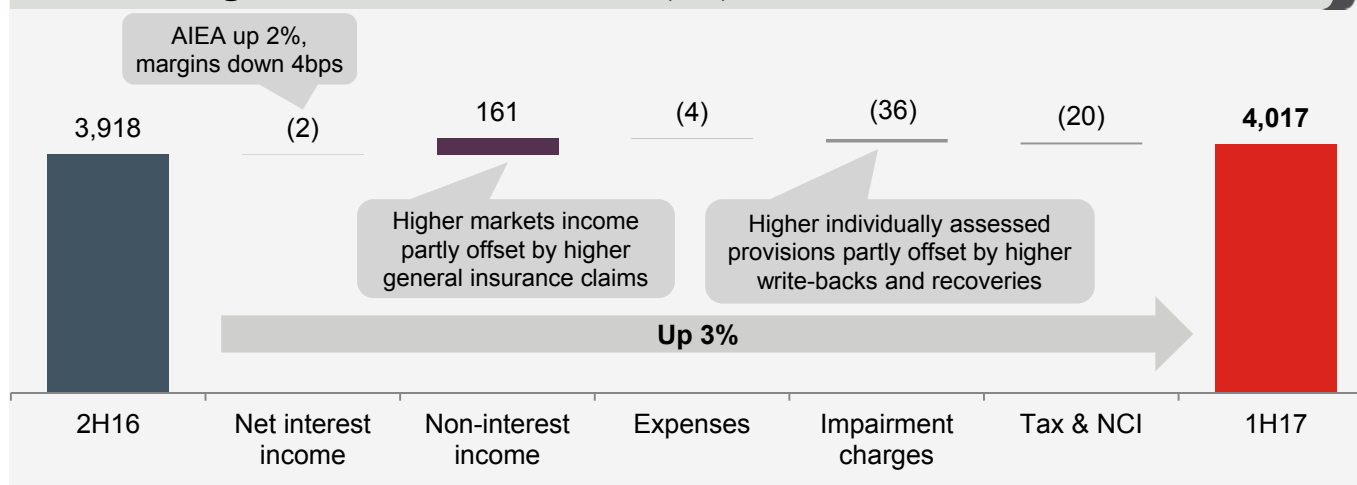 AIEA up 2%,
margins down 4bps
3,918
(2)
161
(4)
(36)
(20)
4,017
Higher markets income
partly offset by higher
general insurance claims
Higher individually assessed
provisions partly offset by higher
write-backs and recoveries
Up 3%
2H16
Net interest
income
Non-interest
income
Expenses
Impairment
charges
Tax & NCI
1H17